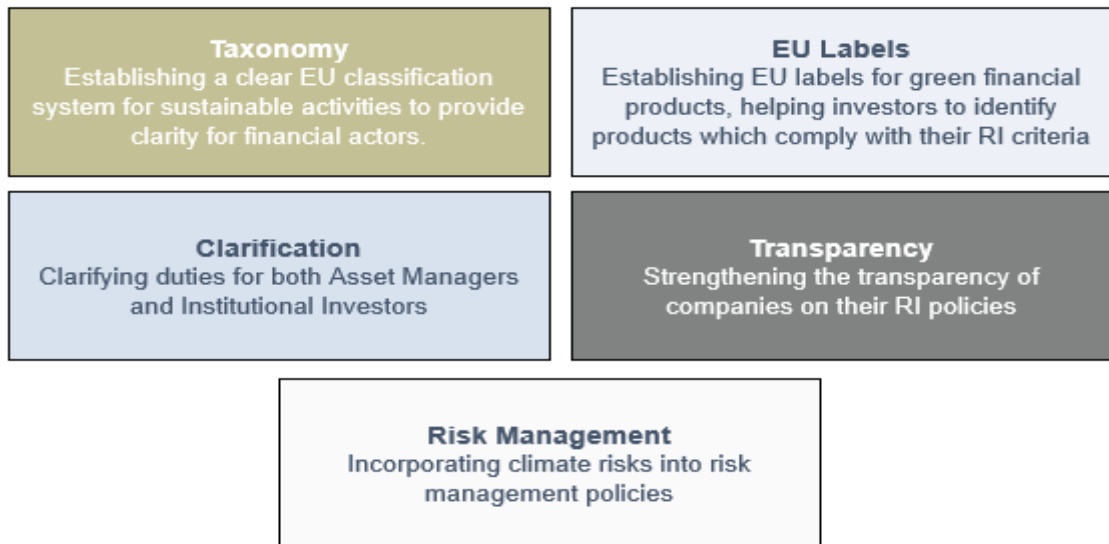 Taxonomy
Establishing a clear EU classification
system for sustainable activities to provide
clarity for financial actors.
EU Labels
Establishing EU labels for green financial
products, helping investors to identify
products which comply with their RI criteria
Clarification
Clarifying duties for both Asset Managers
and Institutional Investors
Transparency
Strengthening the transparency of
companies on their RI policies
Risk Management
Incorporating climate risks into risk
management policies